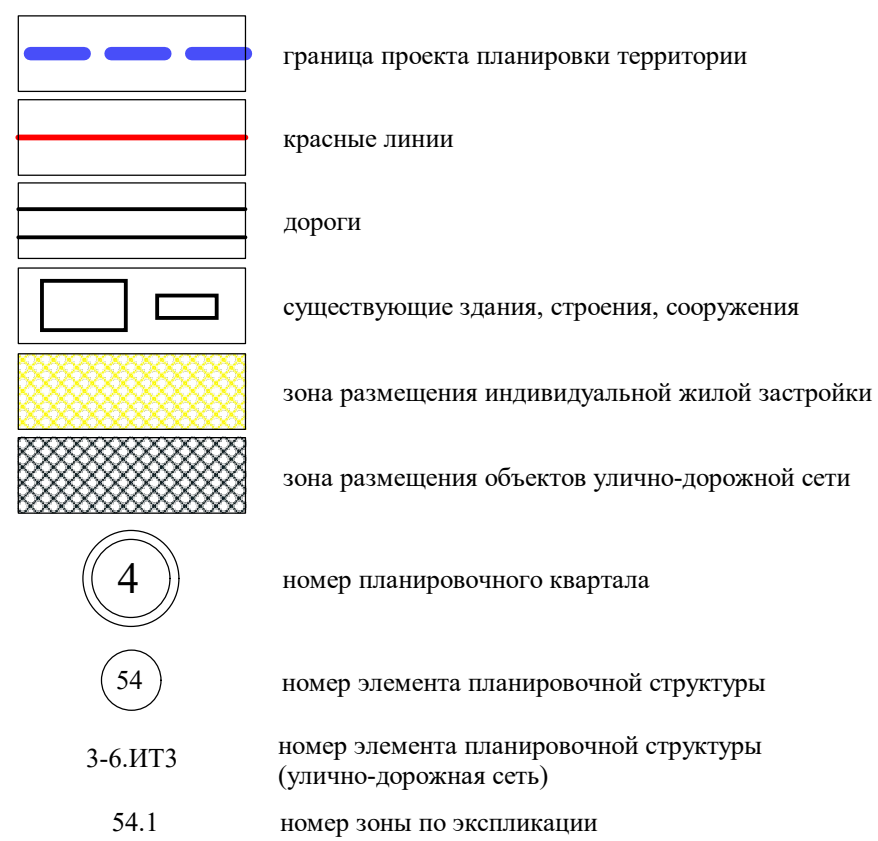 граница проекта планировки территории
красные линии
дороги
существующие здания, строения, сооружения
зона размещения индивидуальной жилой застройки
зона размещения объектов улично-дорожной сети
4 номер планировочного квартала
54 номер элемента планировочной структуры
3-6.ИТ3 номер элемента планировочной структуры
(улично-дорожная сеть)
54.1 номер зоны по экспликации